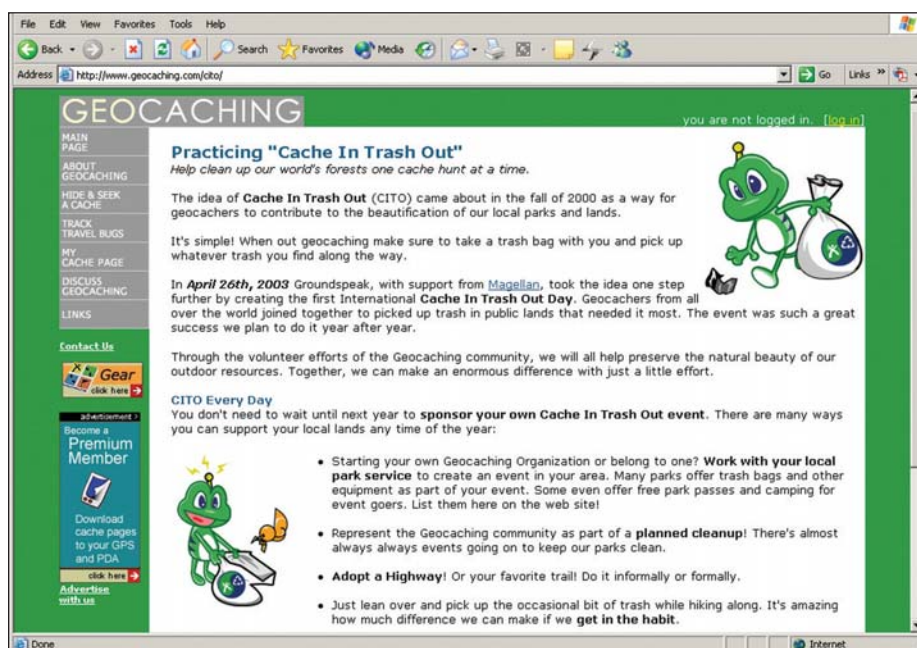 File Edit View Favorites Tools Help
Back Search Favorites Media
Address http://www.geocaching.com/cito/ Go Links »
GEOCACHING
you are not logged in. [log in]
MAIN
PAGE
ABOUT
GEOCACHING
HIDE & SEEK
A CACHE
TRACK
TRAVEL BUGS
MY
CACHE PAGE
DISCUSS
GEOCACHING
LINKS
Contact Us
Gear
click here
advertisement >
Become a
Premium
Member
Download
cache pages
to your GPS
and PDA
click here
Advertise
with us
Practicing "Cache In Trash Out"
Help clean up our world's forests one cache hunt at a time.
The idea of Cache In Trash Out (CITO) came about in the fall of 2000 as a way for
geocachers to contribute to the beautification of our local parks and lands.
It's simple! When out geocaching make sure to take a trash bag with you and pick up
whatever trash you find along the way.
In April 26th, 2003 Groundspeak, with support from Magellan, took the idea one step
further by creating the first International Cache In Trash Out Day. Geocachers from all
over the world joined together to picked up trash in public lands that needed it most. The event was such a great
success we plan to do it year after year.
Through the volunteer efforts of the Geocaching community, we will all help preserve the natural beauty of our
outdoor resources. Together, we can make an enormous difference with just a little effort.
CITO Every Day
You don't need to wait until next year to sponsor your own Cache In Trash Out event. There are many ways
you can support your local lands any time of the year:
• Starting your own Geocaching Organization or belong to one? Work with your local
park service to create an event in your area. Many parks offer trash bags and other
equipment as part of your event. Some even offer free park passes and camping for
event goers. List them here on the web site!
• Represent the Geocaching community as part of a planned cleanup! There's almost
always always events going on to keep our parks clean.
• Adopt a Highway! Or your favorite trail! Do it informally or formally.
• Just lean over and pick up the occasional bit of trash while hiking along. It's amazing
how much difference we can make if we get in the habit.
Done Internet